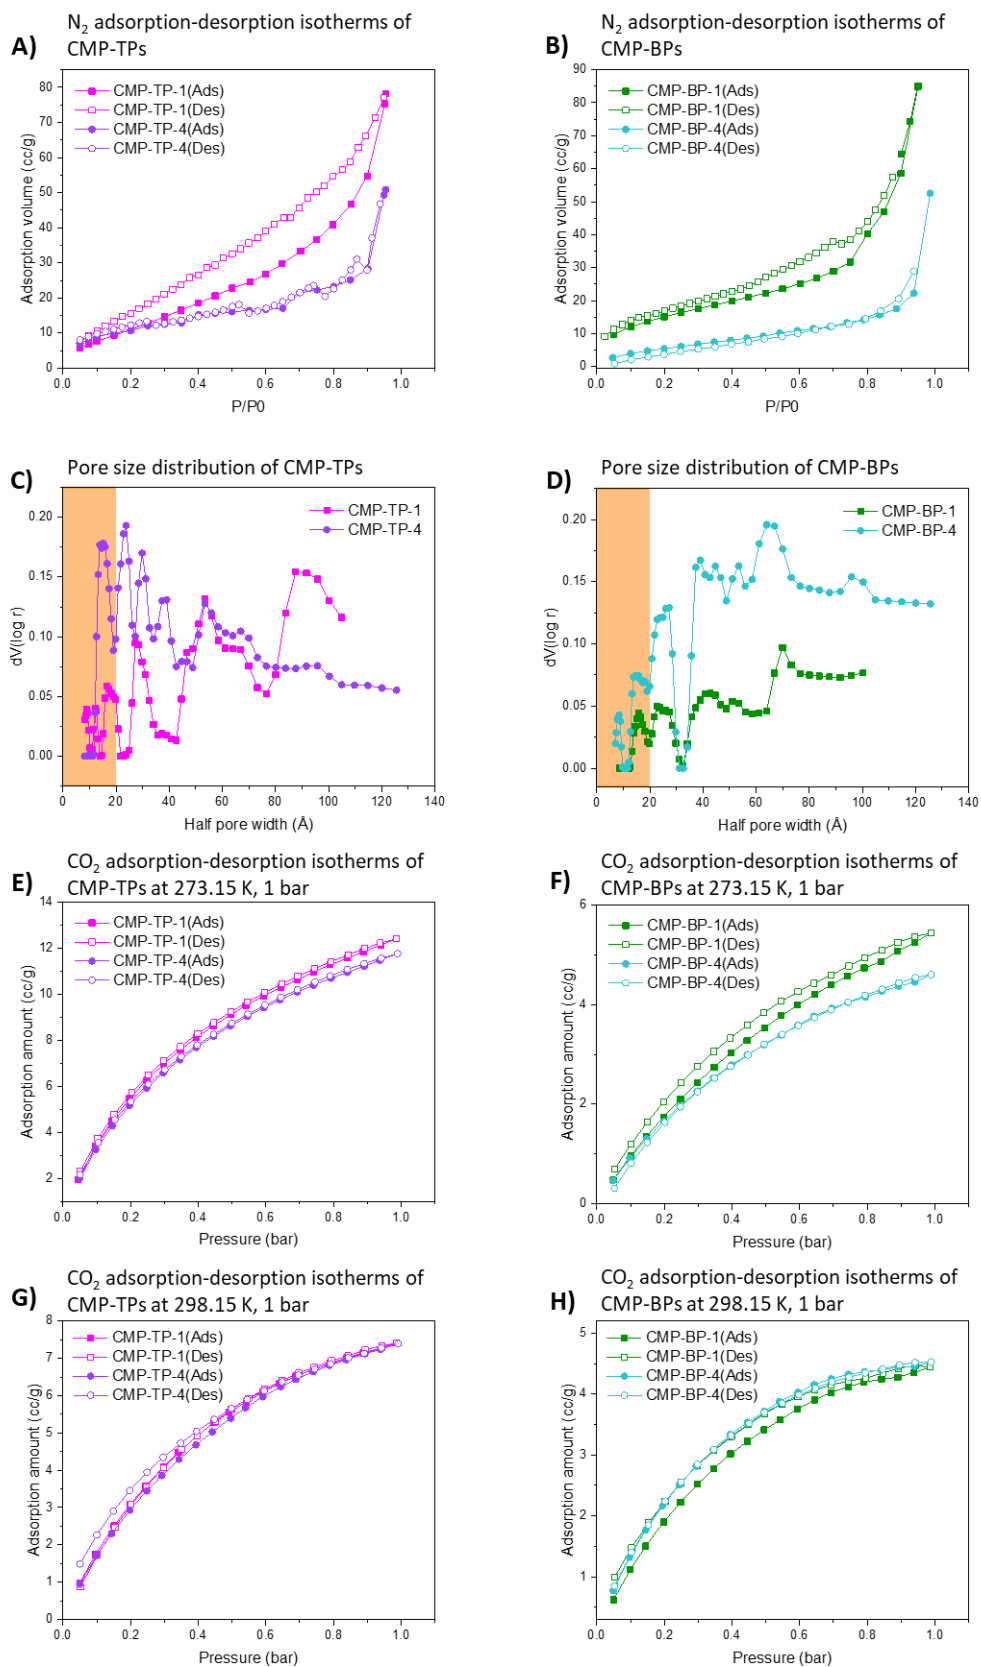 A)
N2 adsorption-desorption isotherms of
CMP-TPs
CMP-TP-1(Ads)
CMP-TP-1(Des)
CMP-TP-4(Ads)
CMP-TP-4(Des)
Adsorption volume (cc/g)
80
70
60
50
40
30
20
10
0
0.0 0.2 0.4 0.6 0.8 1.0
P/P0
B)
N2 adsorption-desorption isotherms of
CMP-BPs
CMP-BP-1(Ads)
CMP-BP-1(Des)
CMP-BP-4(Ads)
CMP-BP-4(Des)
Adsorption volume (cc/g)
90
80
70
60
50
40
30
20
10
0
0.0 0.2 0.4 0.6 0.8 1.0
P/P0
C)
Pore size distribution of CMP-TPs
CMP-TP-1
CMP-TP-4
dV(log r)
0.20
0.15
0.10
0.05
0.00
0 20 40 60 80 100 120 140
Half pore width (Å)
D)
Pore size distribution of CMP-BPs
CMP-BP-1
CMP-BP-4
dV(log r)
0.20
0.15
0.10
0.05
0.00
0 20 40 60 80 100 120 140
Half pore width (Å)
E)
CO2 adsorption-desorption isotherms of
CMP-TPs at 273.15 K, 1 bar
CMP-TP-1(Ads)
CMP-TP-1(Des)
CMP-TP-4(Ads)
CMP-TP-4(Des)
Adsorption amount (cc/g)
14
12
10
8
6
4
2
0.0 0.2 0.4 0.6 0.8 1.0
Pressure (bar)
F)
CO2 adsorption-desorption isotherms of
CMP-BPs at 273.15 K, 1 bar
CMP-BP-1(Ads)
CMP-BP-1(Des)
CMP-BP-4(Ads)
CMP-BP-4(Des)
Adsorption amount (cc/g)
6
4
2
0
0.0 0.2 0.4 0.6 0.8 1.0
Pressure (bar)
G)
CO2 adsorption-desorption isotherms of
CMP-TPs at 298.15 K, 1 bar
CMP-TP-1(Ads)
CMP-TP-1(Des)
CMP-TP-4(Ads)
CMP-TP-4(Des)
Adsorption amount (cc/g)
8
7
6
5
4
3
2
1
0
0.0 0.2 0.4 0.6 0.8 1.0
Pressure (bar)
H)
CO2 adsorption-desorption isotherms of
CMP-BPs at 298.15 K, 1 bar
CMP-BP-1(Ads)
CMP-BP-1(Des)
CMP-BP-4(Ads)
CMP-BP-4(Des)
Adsorption amount (cc/g)
5
4
3
2
1
0.0 0.2 0.4 0.6 0.8 1.0
Pressure (bar)